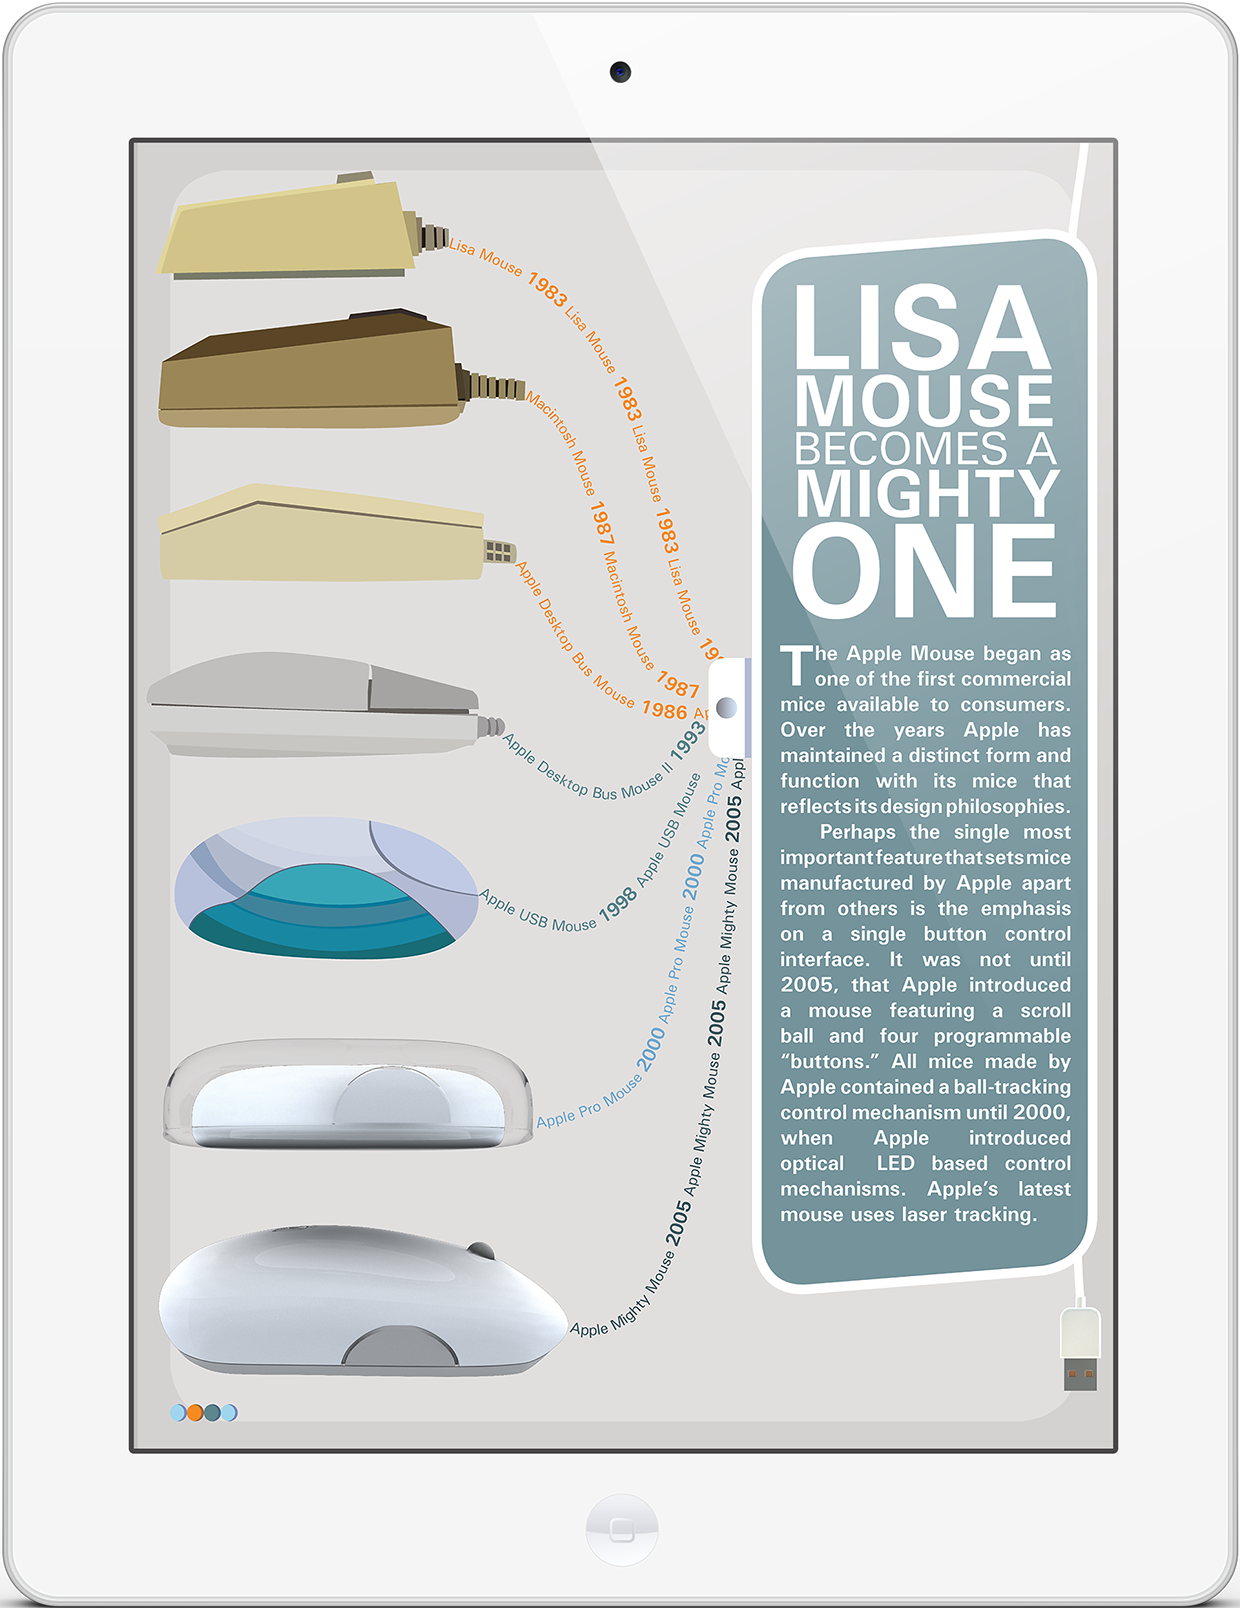 LISA
MOUSE
BECOMES A
MIGHTY
ONE
The Apple Mouse began as
one of the first commercial
mice available to consumers.
Over the years Apple has
maintained a distinct form and
function with its mice that
reflects its design philosophies.
Perhaps the single most
important feature that sets mice
manufactured by Apple apart
from others is the emphasis
on a single button control
interface. It was not until
2005, that Apple introduced
a mouse featuring a scroll
ball and four programmable
“buttons.” All mice made by
Apple contained a ball-tracking
control mechanism until 2000,
when Apple introduced
optical LED based control
mechanisms. Apple’s latest
mouse uses laser tracking.
Lisa Mouse 1983 Lisa Mouse 1983 Lisa Mouse 1983 Lisa Mouse 19
Macintosh Mouse 1987 Macintosh Mouse 1987
Apple Desktop Bus Mouse 1986 Ap
Apple Desktop Bus Mouse II 1993
Apple USB Mouse 1998 Apple USB Mouse
Apple Pro Mouse 2000 Apple Pro Mouse 2000 Apple Pro Mo
Apple Mighty Mouse 2005 Apple Mighty Mouse 2005 Apple Mighty Mouse 2005 Appl